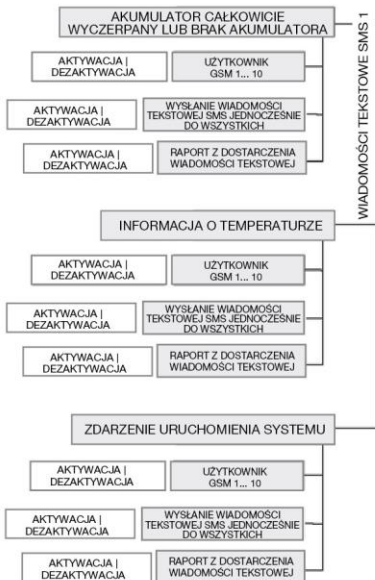 AKUMULATOR CAŁKOWICIE
WYCZERPANY LUB BRAK AKUMULATORA
AKTYWACJA |
DEZAKTYWACJA
UŻYTKOWNIK
GSM 1... 10
AKTYWACJA |
DEZAKTYWACJA
WYSŁANIE WIADOMOŚCI
TEKSTOWEJ SMS JEDNOCZEŚNIE
DO WSZYSTKICH
AKTYWACJA |
DEZAKTYWACJA
RAPORT Z DOSTARCZENIA
WIADOMOŚCI TEKSTOWEJ
WIADOMOŚCI TEKSTOWE SMS 1
INFORMACJA O TEMPERATURZE
AKTYWACJA |
DEZAKTYWACJA
UŻYTKOWNIK
GSM 1... 10
AKTYWACJA |
DEZAKTYWACJA
WYSŁANIE WIADOMOŚCI
TEKSTOWEJ SMS JEDNOCZEŚNIE
DO WSZYSTKICH
AKTYWACJA |
DEZAKTYWACJA
RAPORT Z DOSTARCZENIA
WIADOMOŚCI TEKSTOWEJ
ZDARZENIE URUCHOMIENIA SYSTEMU
AKTYWACJA |
DEZAKTYWACJA
UŻYTKOWNIK
GSM 1... 10
AKTYWACJA |
DEZAKTYWACJA
WYSŁANIE WIADOMOŚCI
TEKSTOWEJ SMS JEDNOCZEŚNIE
DO WSZYSTKICH
AKTYWACJA |
DEZAKTYWACJA
RAPORT Z DOSTARCZENIA
WIADOMOŚCI TEKSTOWEJ